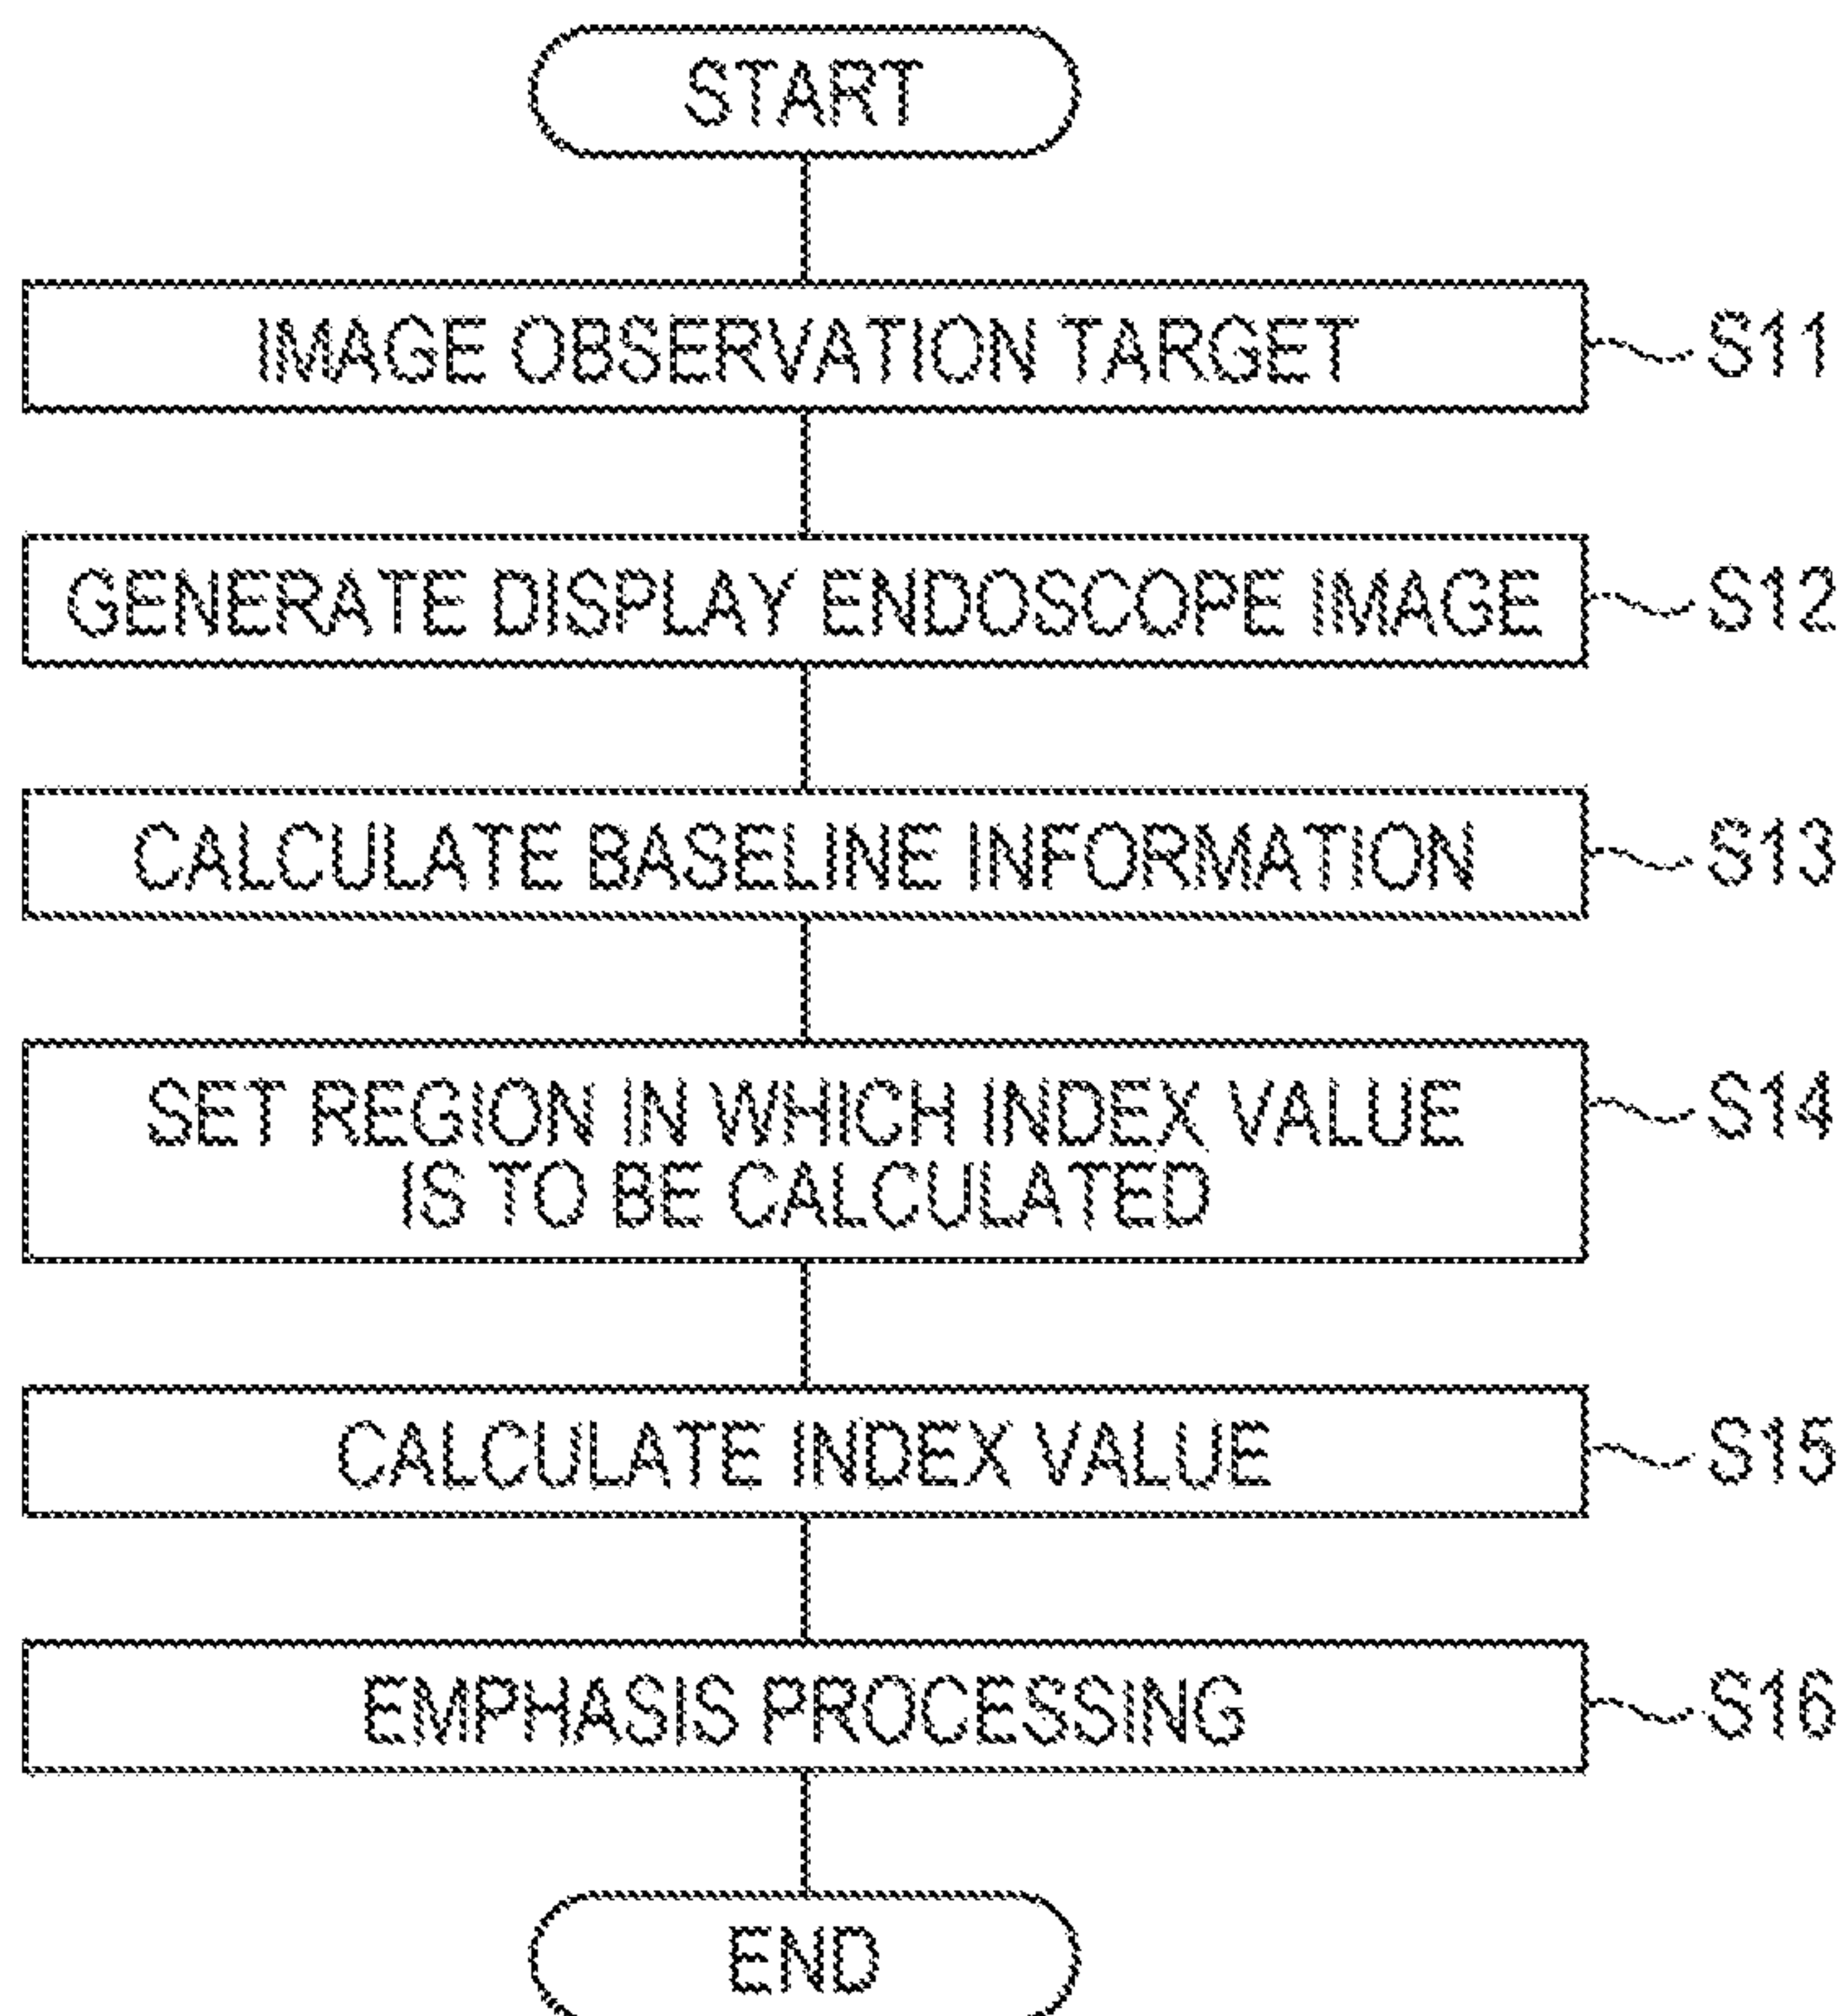 START
IMAGE OBSERVATION TARGET
S11
GENERATE DISPLAY ENDOSCOPE IMAGE
S12
CALCULATE BASELINE INFORMATION
S13
SET REGION IN WHICH INDEX VALUE
S14
IS TO BE CALCULATED
CALCULATE INDEX VALUE
S15
EMPHASIS PROCESSING
S16
END